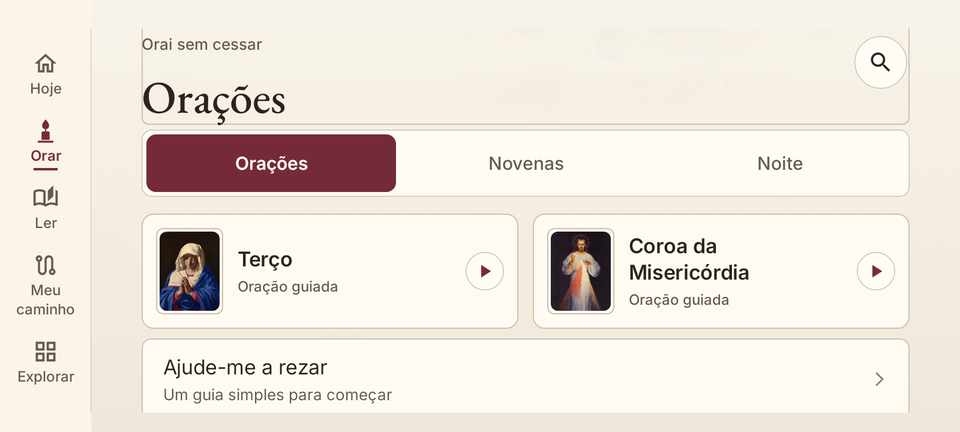 Orai sem cessar
Orações
Hoje
Orar
Ler
Meu
caminho
Explorar
Orações
Novenas
Noite
Terço
Oração guiada
Coroa da
Misericórdia
Oração guiada
Ajude-me a rezar
Um guia simples para começar